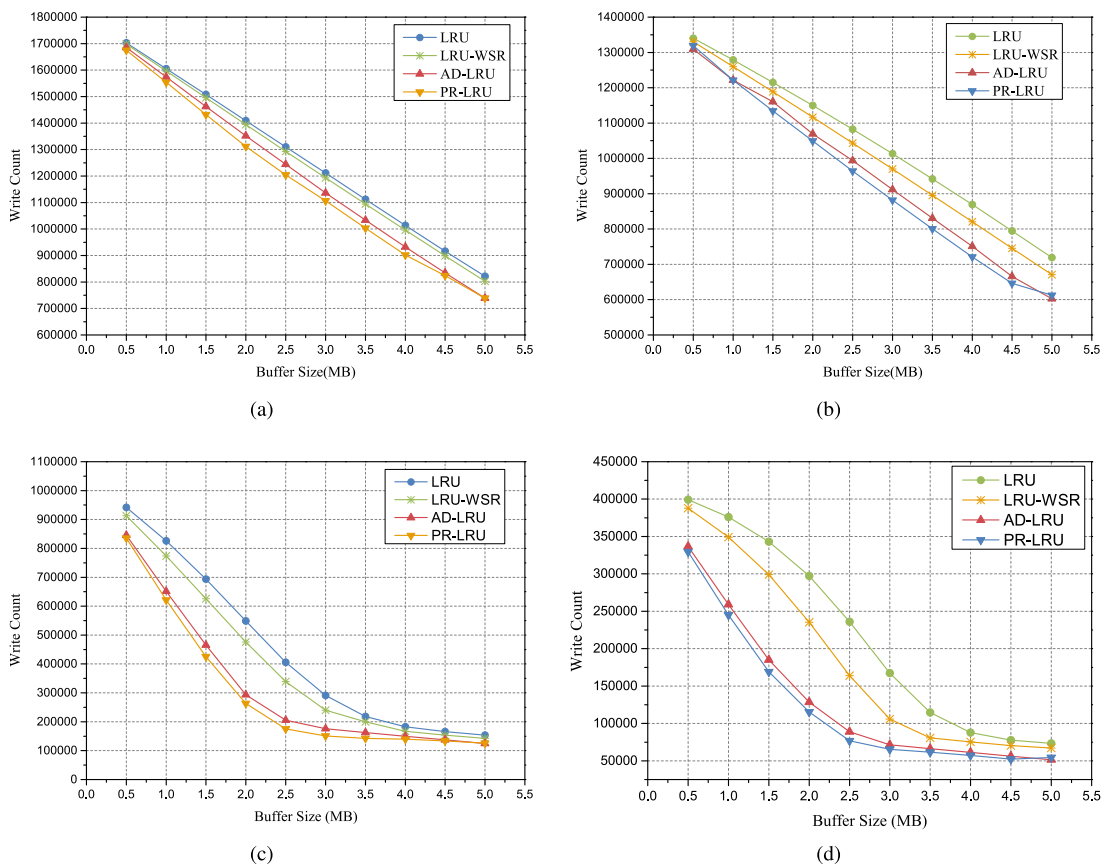 1800000
1700000
1600000
1500000
1400000
1300000
1200000
1100000
1000000
900000
800000
700000
600000
Write Count
0.0 0.5 1.0 1.5 2.0 2.5 3.0 3.5 4.0 4.5 5.0 5.5
Buffer Size(MB)
LRU
LRU-WSR
AD-LRU
PR-LRU
(a)
1400000
1300000
1200000
1100000
1000000
900000
800000
700000
600000
500000
Write Count
0.0 0.5 1.0 1.5 2.0 2.5 3.0 3.5 4.0 4.5 5.0 5.5
Buffer Size(MB)
LRU
LRU-WSR
AD-LRU
PR-LRU
(b)
1100000
1000000
900000
800000
700000
600000
500000
400000
300000
200000
100000
0
Write Count
0.0 0.5 1.0 1.5 2.0 2.5 3.0 3.5 4.0 4.5 5.0 5.5
Buffer Size (MB)
LRU
LRU-WSR
AD-LRU
PR-LRU
(c)
450000
400000
350000
300000
250000
200000
150000
100000
50000
Write Count
0.0 0.5 1.0 1.5 2.0 2.5 3.0 3.5 4.0 4.5 5.0 5.5
Buffer Size (MB)
LRU
LRU-WSR
AD-LRU
PR-LRU
(d)